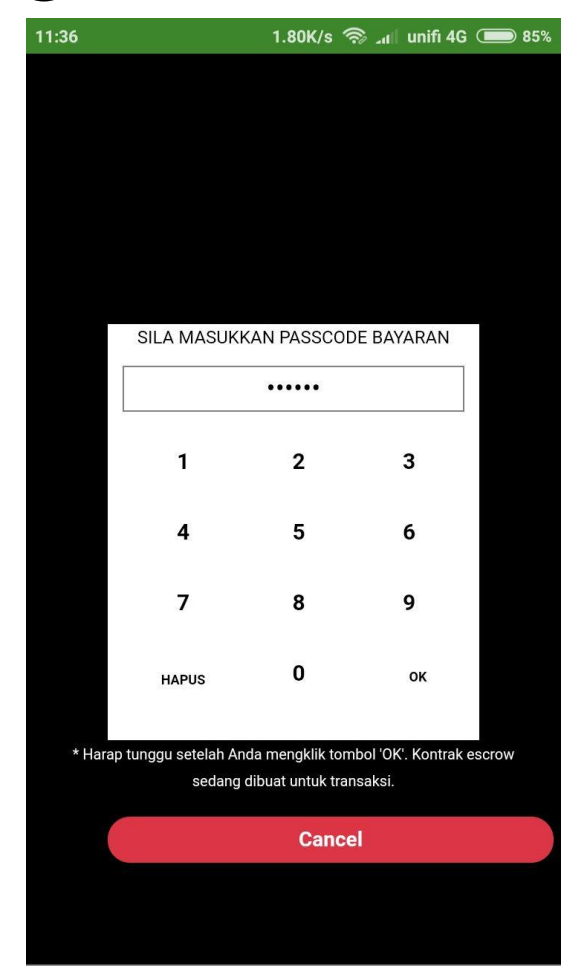 11:36 1.80K/s unifi 4G 85%
SILA MASUKKAN PASSCODE BAYARAN
••••••
1 2 3
4 5 6
7 8 9
HAPUS 0 OK
* Harap tunggu setelah Anda mengklik tombol 'OK'. Kontrak escrow
sedang dibuat untuk transaksi.
Cancel